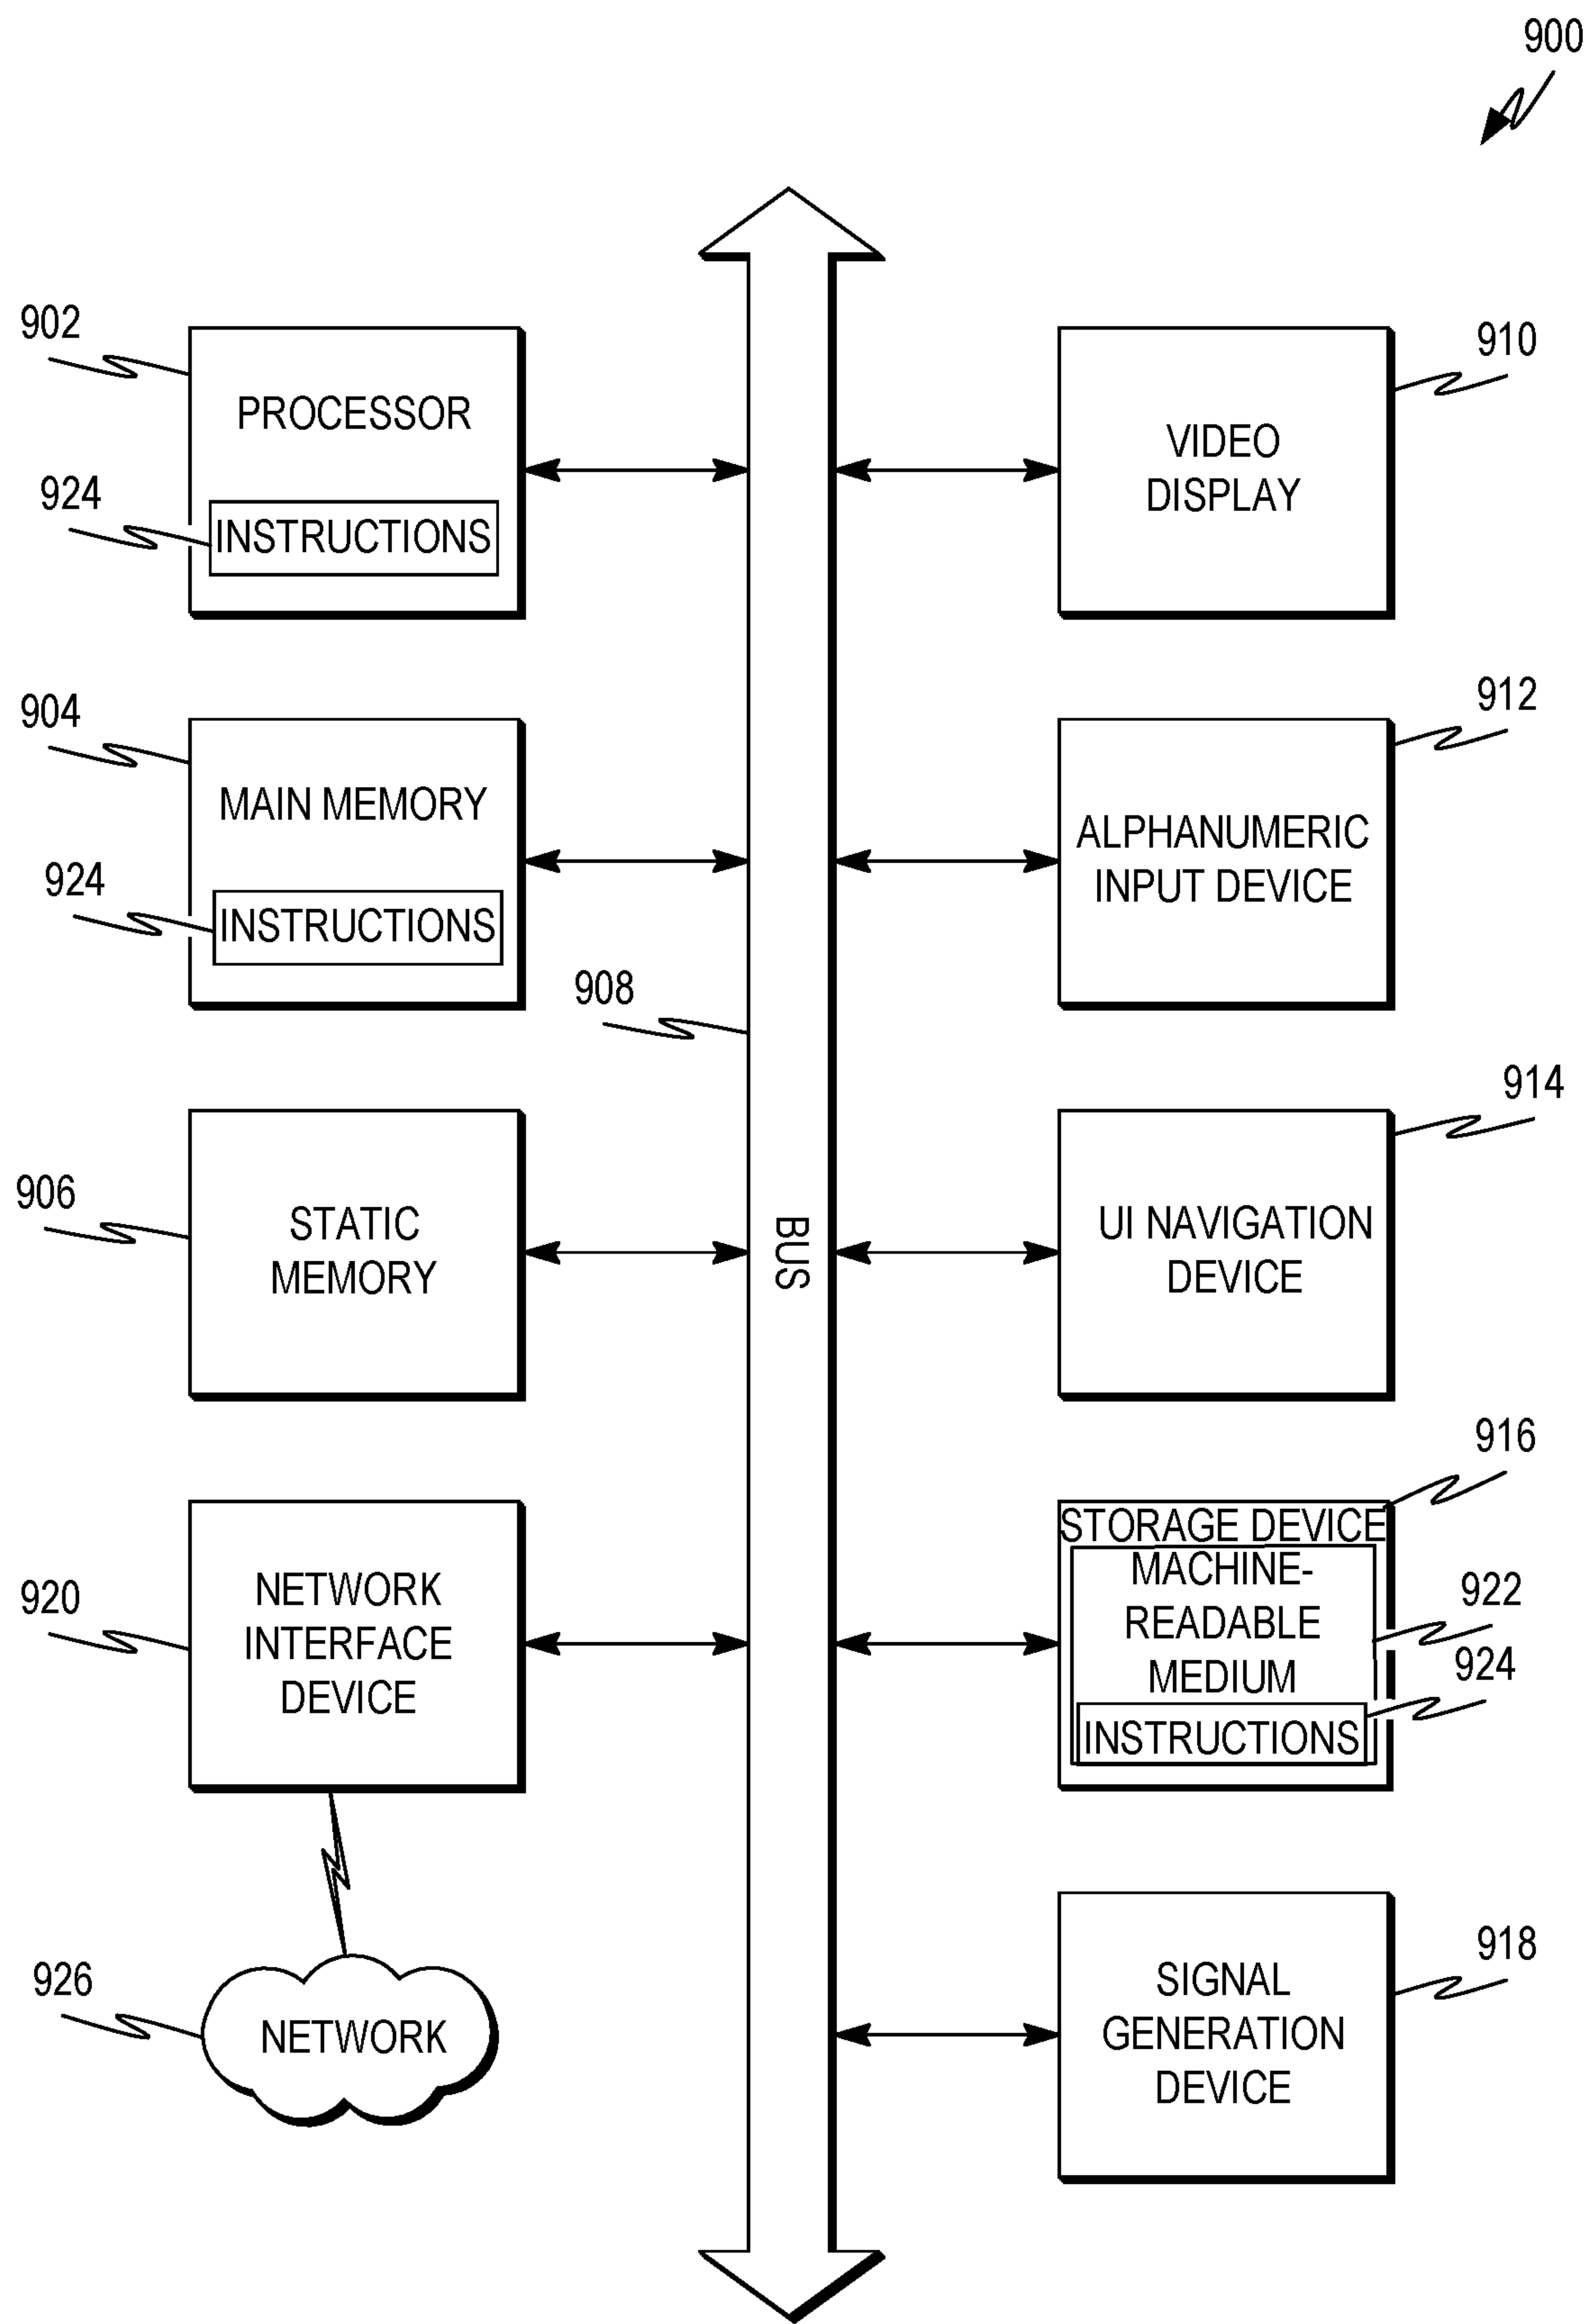 900
902
PROCESSOR
924
INSTRUCTIONS
904
MAIN MEMORY
924
INSTRUCTIONS
908
906
STATIC
MEMORY
920
NETWORK
INTERFACE
DEVICE
926
NETWORK
BUS
910
VIDEO
DISPLAY
912
ALPHANUMERIC
INPUT DEVICE
914
UI NAVIGATION
DEVICE
916
STORAGE DEVICE
MACHINE-
READABLE
MEDIUM
922
924
INSTRUCTIONS
918
SIGNAL
GENERATION
DEVICE